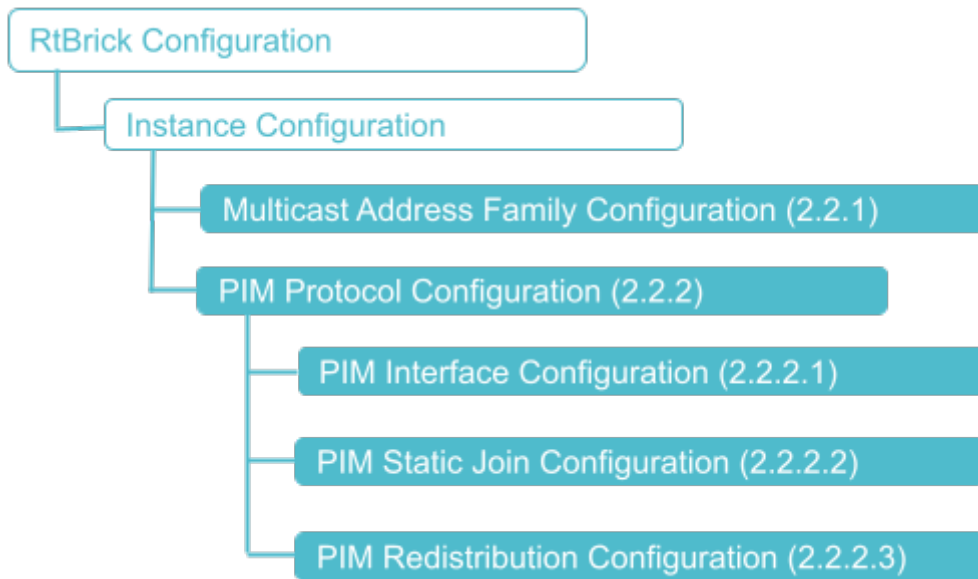 RtBrick Configuration
Instance Configuration
Multicast Address Family Configuration (2.2.1)
PIM Protocol Configuration (2.2.2)
PIM Interface Configuration (2.2.2.1)
PIM Static Join Configuration (2.2.2.2)
PIM Redistribution Configuration (2.2.2.3)